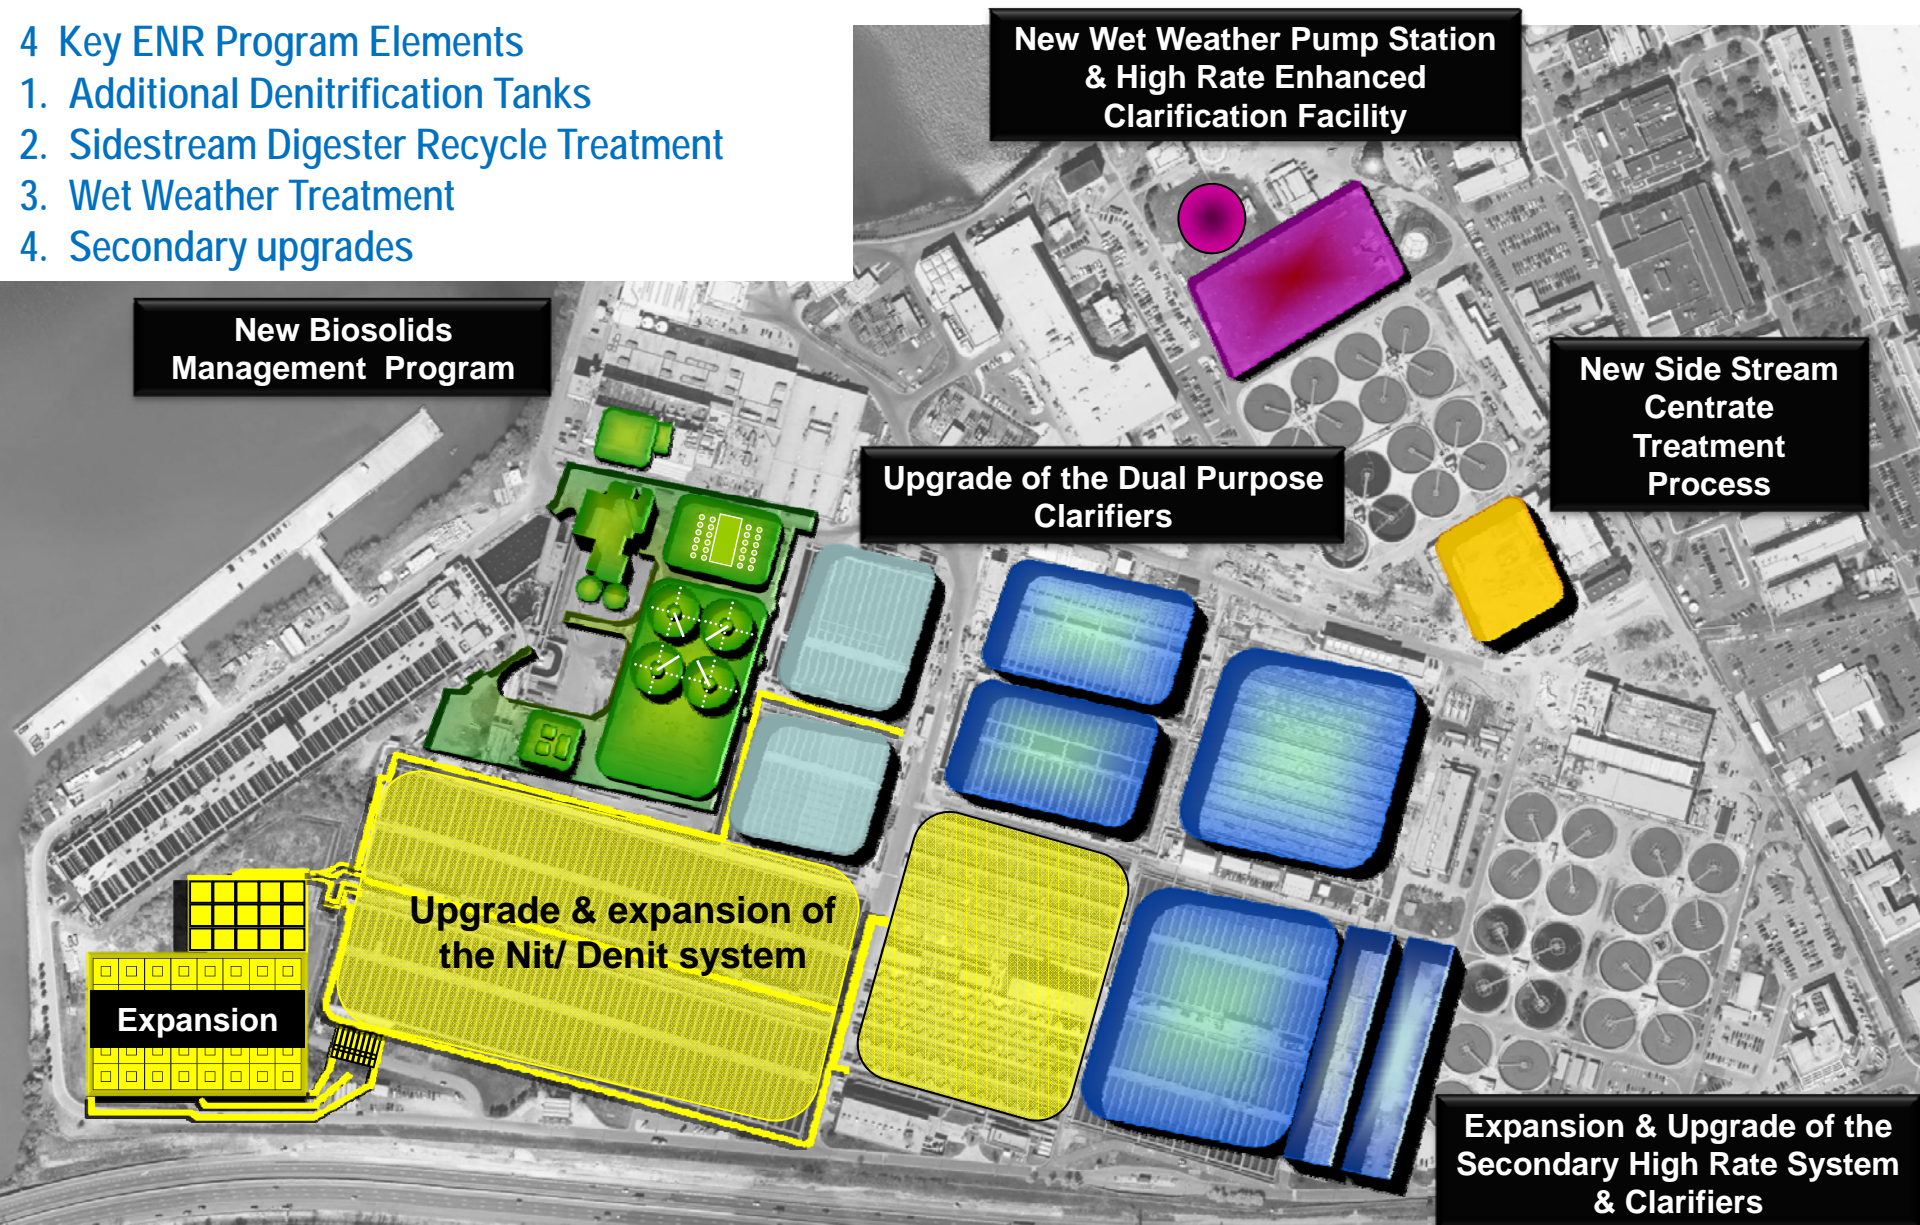 4 Key ENR Program Elements
1. Additional Denitrification Tanks
2. Sidestream Digester Recycle Treatment
3. Wet Weather Treatment
4. Secondary upgrades
New Wet Weather Pump Station
& High Rate Enhanced
Clarification Facility
New Biosolids
Management Program
New Side Stream
Centrate
Treatment
Process
Upgrade of the Dual Purpose
Clarifiers
Upgrade & expansion of
the Nit/ Denit system
Expansion
Expansion & Upgrade of the
Secondary High Rate System
& Clarifiers